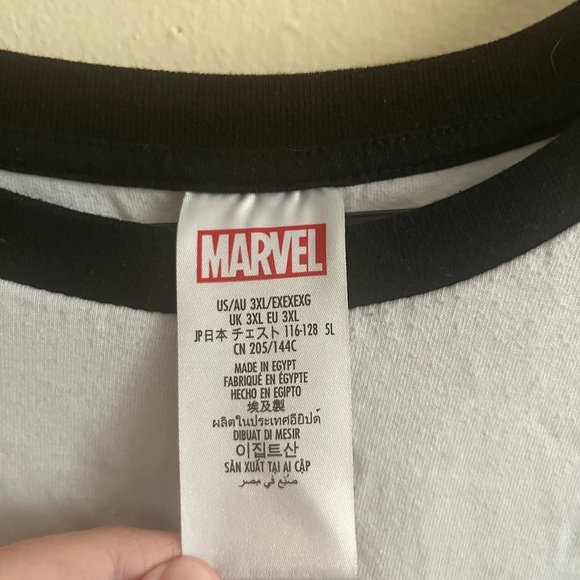 MARVEL
US/AU 3XL/EXEXEXG
UK 3XL EU 3XL
JP日本 チェスト 116-128 5L
CN 205/144C
MADE IN EGYPT
FABRIQUÉ EN ÉGYPTE
HECHO EN EGIPTO
埃及製
ผลิตในประเทศอียิปต์
DIBUAT DI MESIR
이집트산
SẢN XUẤT TẠI AI CẬP
صُنِع في مصر